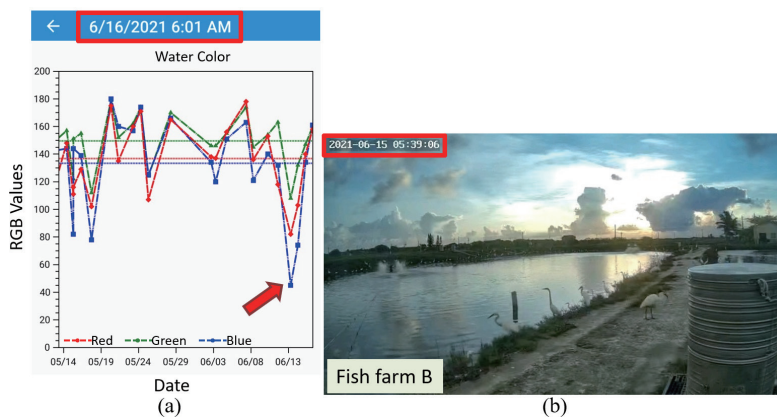 ← 6/16/2021 6:01 AM
Water Color
RGB Values
200
180
160
140
120
100
80
60
40
20
0
Red Green Blue
05/14 05/19 05/24 05/29 06/03 06/08 06/13
Date
(a)
2021-06-15 05:39:06
Fish farm B
(b)